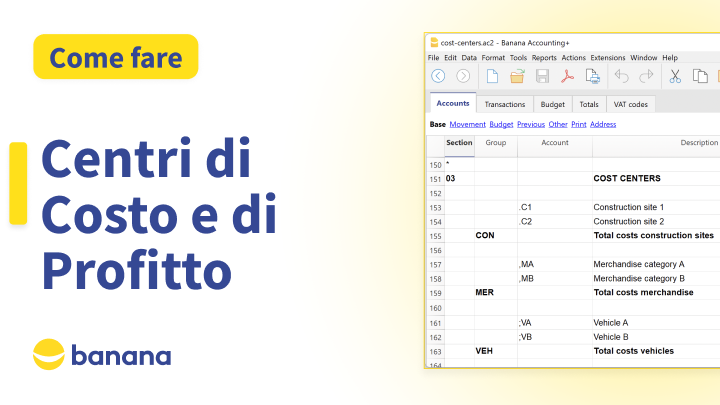 Come fare
Centri di
Costo e di
Profitto
banana
cost-centers.ac2 - Banana Accounting+
File Edit Data Format Tools Reports Actions Extensions Window Help
Accounts Transactions Budget Totals VAT codes
Base Movement Budget Previous Other Print Address
Section Group Account Description
150 *
151 03 COST CENTERS
152
153 .C1 Construction site 1
154 .C2 Construction site 2
155 CON Total costs construction sites
156
157 ,MA Merchandise category A
158 ,MB Merchandise category B
159 MER Total costs merchandise
160
161 ;VA Vehicle A
162 ;VB Vehicle B
163 VEH Total costs vehicles
164